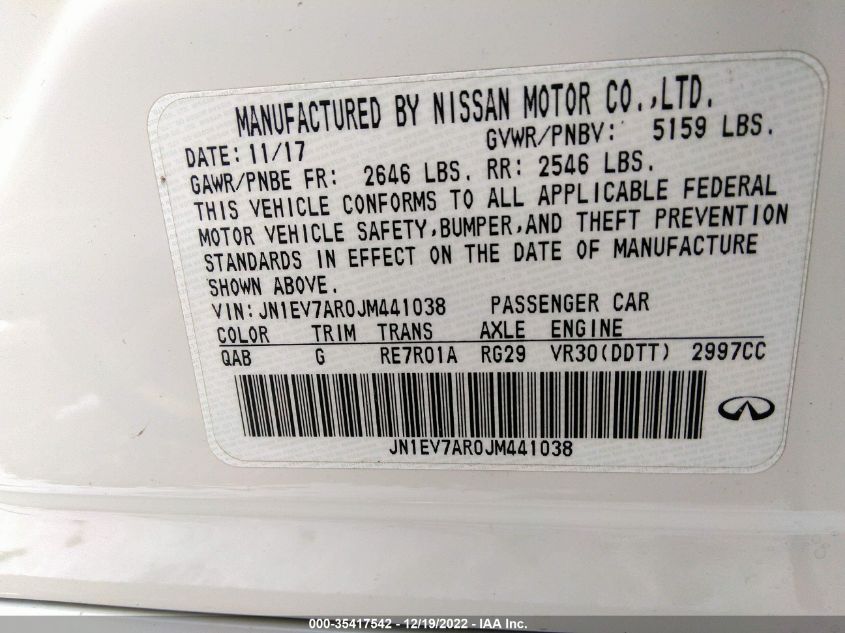 MANUFACTURED BY NISSAN MOTOR CO.,LTD.
DATE: 11/17 GVWR/PNBV: 5159 LBS.
GAWR/PNBE FR: 2646 LBS. RR: 2546 LBS.
THIS VEHICLE CONFORMS TO ALL APPLICABLE FEDERAL
MOTOR VEHICLE SAFETY,BUMPER,AND THEFT PREVENTION
STANDARDS IN EFFECT ON THE DATE OF MANUFACTURE
SHOWN ABOVE.
VIN:JN1EV7AR0JM441038 PASSENGER CAR
COLOR TRIM TRANS AXLE ENGINE
QAB G RE7R01A RG29 VR30(DDTT) 2997CC
JN1EV7AR0JM441038
000-35417542 - 12/19/2022 - IAA Inc.